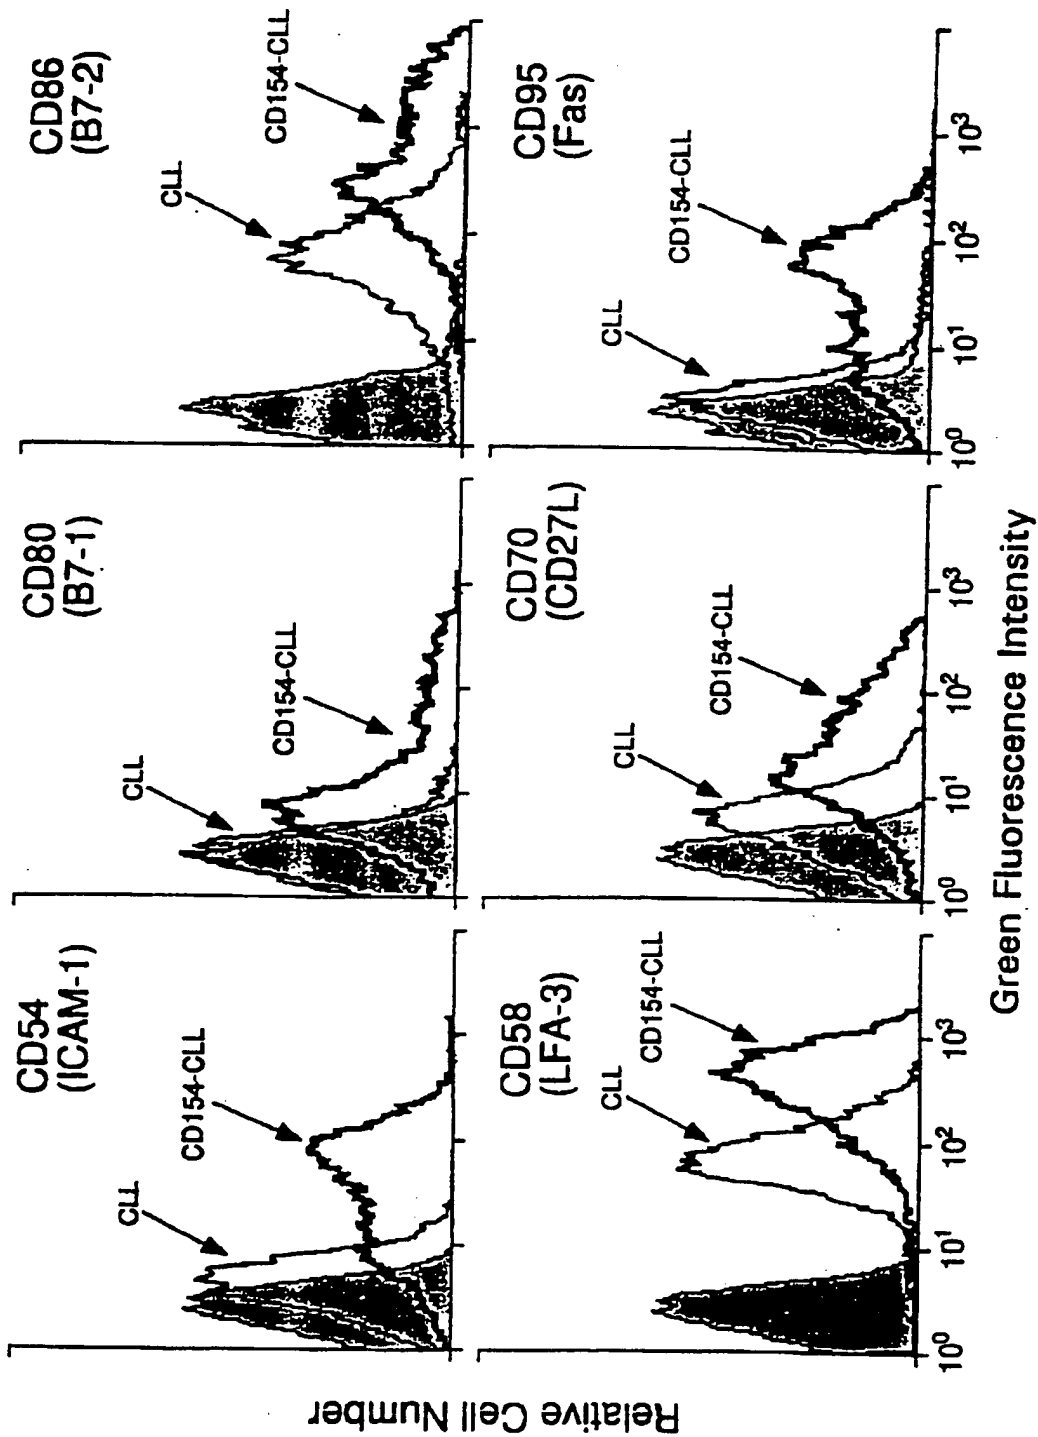 Relative Cell Number
CD54
(ICAM-1)
CLL
CD154-CLL
CD80
(B7-1)
CLL
CD154-CLL
CD86
(B7-2)
CLL
CD154-CLL
CD58
(LFA-3)
CLL
CD154-CLL
10⁰ 10¹ 10² 10³
CD70
(CD27L)
CLL
CD154-CLL
10⁰ 10¹ 10² 10³
CD95
(Fas)
CLL
CD154-CLL
10⁰ 10¹ 10² 10³
Green Fluorescence Intensity